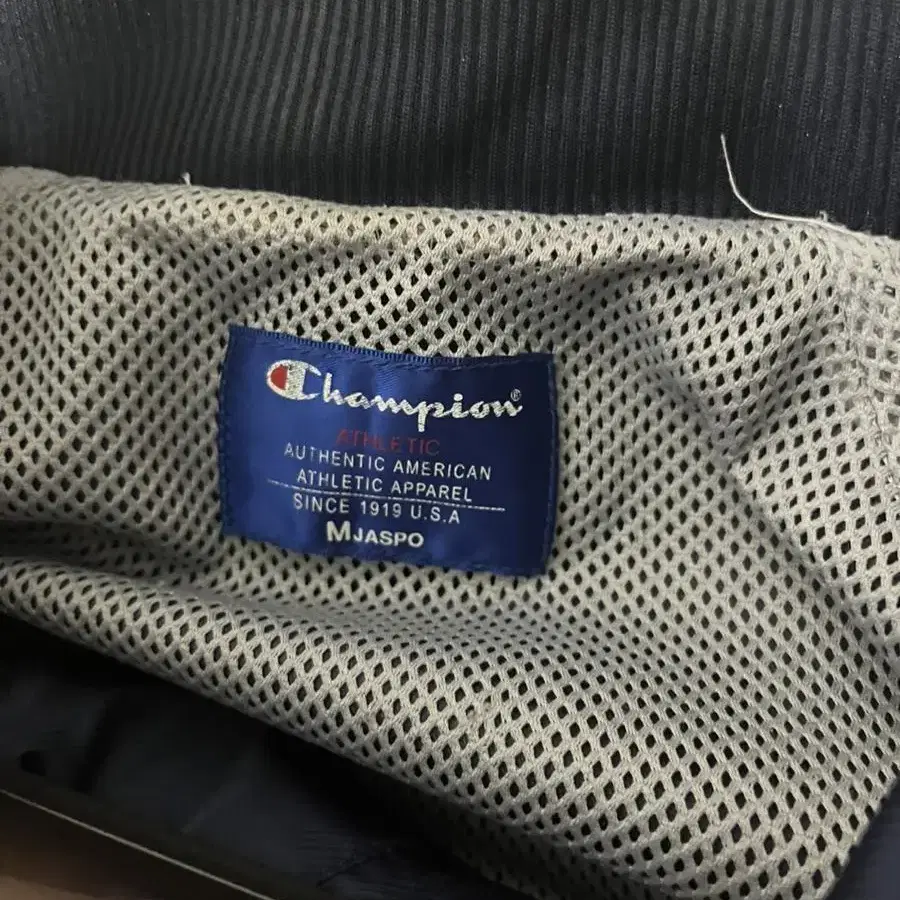 Champion®
ATHLETIC
AUTHENTIC AMERICAN
ATHLETIC APPAREL
SINCE 1919 U.S.A
MJASPO